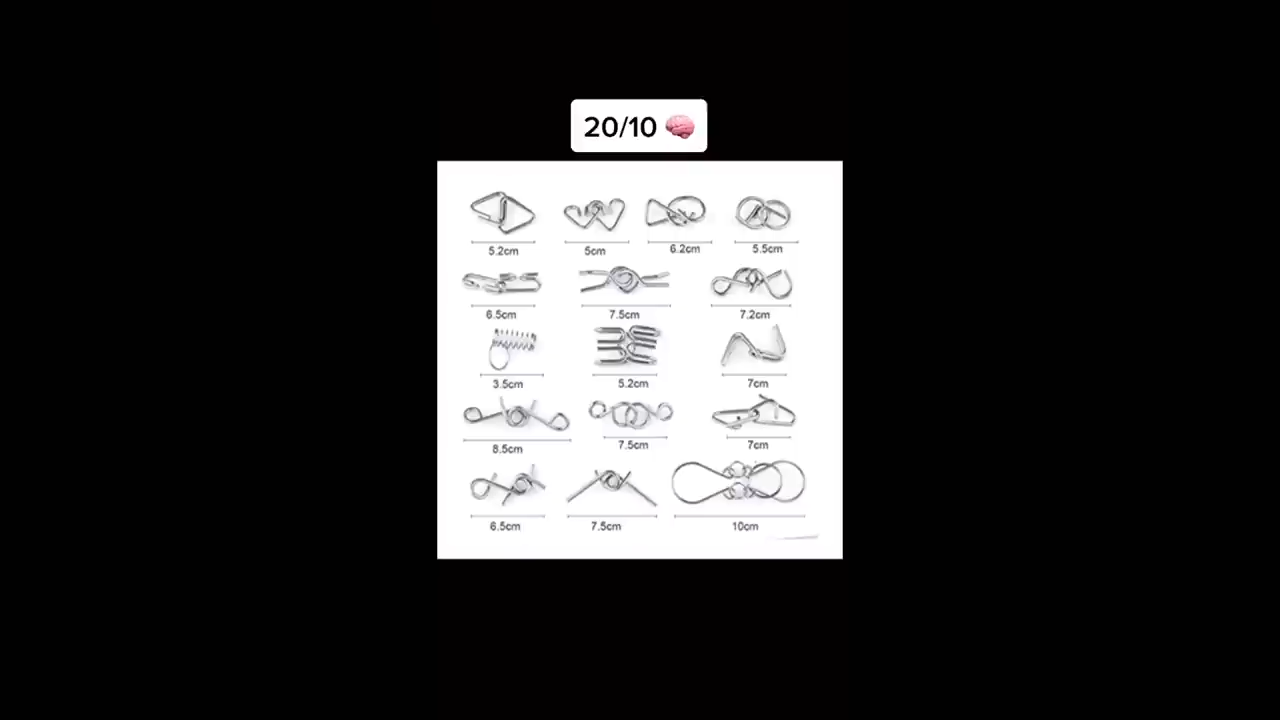 20/10 🧠
5.2cm 5cm 6.2cm 5.5cm
6.5cm 7.5cm 7.2cm
3.5cm 5.2cm 7cm
8.5cm 7.5cm 7cm
6.5cm 7.5cm 10cm